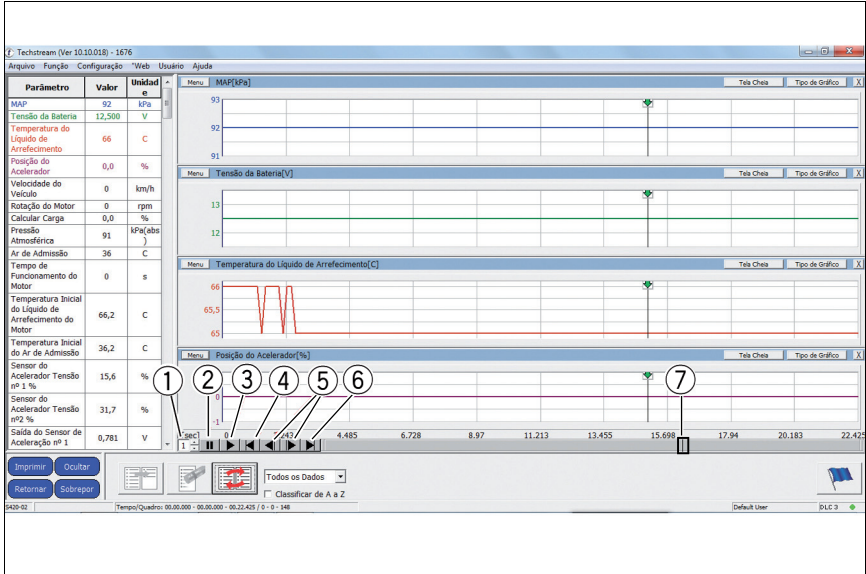 Techstream (Ver 10.10.018) - 1676
Arquivo Função Configuração "Web Usuário Ajuda
Parâmetro Valor Unidad
e
MAP 92 kPa
Tensão da Bateria 12,500 V
Temperatura do
Líquido de 66 C
Arrefecimento
Posição do
Acelerador 0,0 %
Velocidade do
Veículo 0 km/h
Rotação do Motor 0 rpm
Calcular Carga 0,0 %
Pressão
Atmosférica 91 kPa(abs
)
Ar de Admissão 36 C
Tempo de
Funcionamento do 0 s
Motor
Temperatura Inicial
do Líquido de
Arrefecimento do 66,2 C
Motor
Temperatura Inicial
do Ar de Admissão 36,2 C
Sensor do
Acelerador Tensão 15,6 %
nº 1 %
Sensor do
Acelerador Tensão 31,7 %
nº2 %
Saída do Sensor de
Aceleração nº 1 0,781 V
Menu MAP[kPa] Tela Cheia Tipo de Gráfico X
93
92
91
Menu Tensão da Bateria[V] Tela Cheia Tipo de Gráfico X
13
12
Menu Temperatura do Líquido de Arrefecimento[C] Tela Cheia Tipo de Gráfico X
66
65,5
65
Menu Posição do Acelerador[%] Tela Cheia Tipo de Gráfico X
1 2 3 4 5 6 7
0
-1
[sec] 0 4.485 6.728 8.97 11.213 13.455 15.698 17.94 20.183 22.425
1
Imprimir Ocultar
Retornar Sobrepor
Todos os Dados
Classificar de A a Z
S420-02 Tempo/Quadro: 00.00.000 - 00.00.000 - 00.22.425 / 0 - 0 - 148 Default User DLC 3